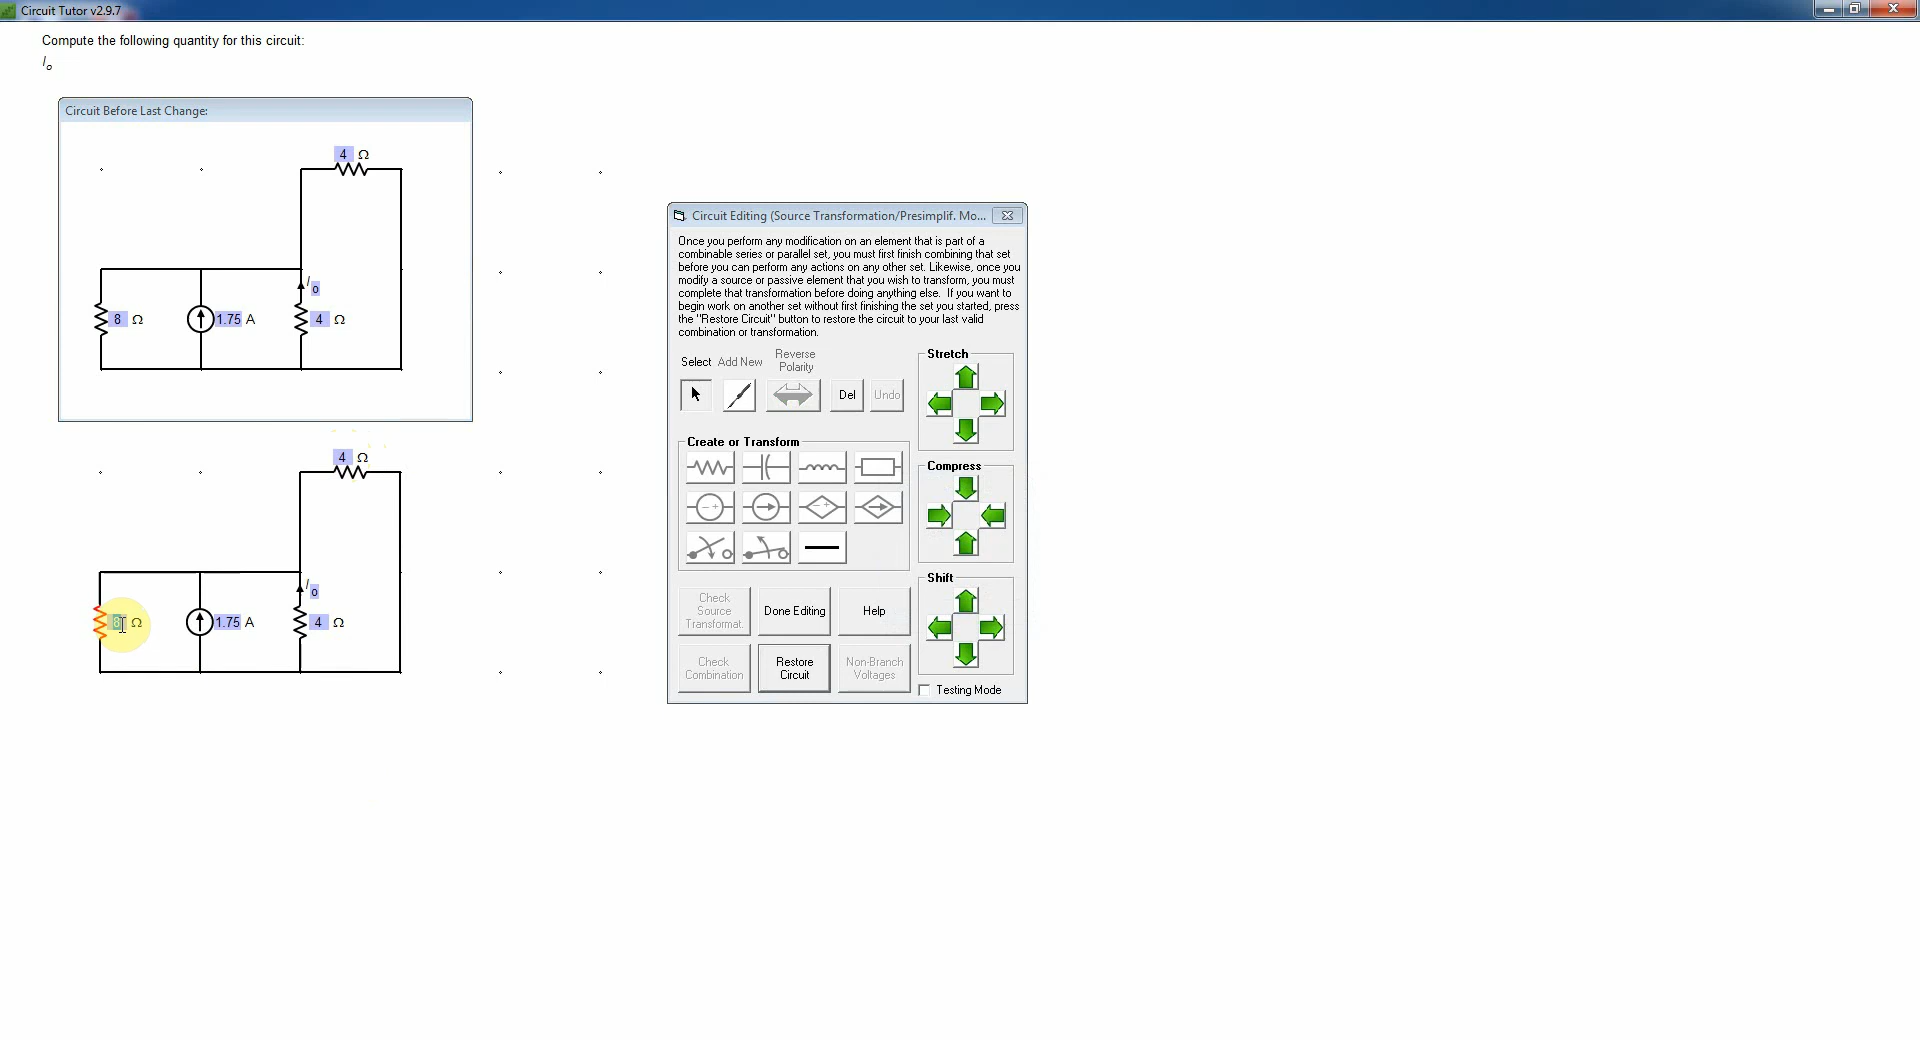 Circuit Tutor v2.9.7
Compute the following quantity for this circuit:
Io
Circuit Before Last Change:
4 Ω
Io
8 Ω
1.75 A
4 Ω
4 Ω
Io
8 Ω
1.75 A
4 Ω
Circuit Editing (Source Transformation/Presimplif. Mo...
Once you perform any modification on an element that is part of a
combinable series or parallel set, you must first finish combining that set
before you can perform any actions on any other set. Likewise, once you
modify a source or passive element that you wish to transform, you must
complete that transformation before doing anything else. If you want to
begin work on another set without first finishing the set you started, press
the "Restore Circuit" button to restore the circuit to your last valid
combination or transformation.
Select
Add New
Reverse
Polarity
Del
Undo
Create or Transform
Check
Source
Transformat.
Done Editing
Help
Check
Combination
Restore
Circuit
Non-Branch
Voltages
Stretch
Compress
Shift
Testing Mode